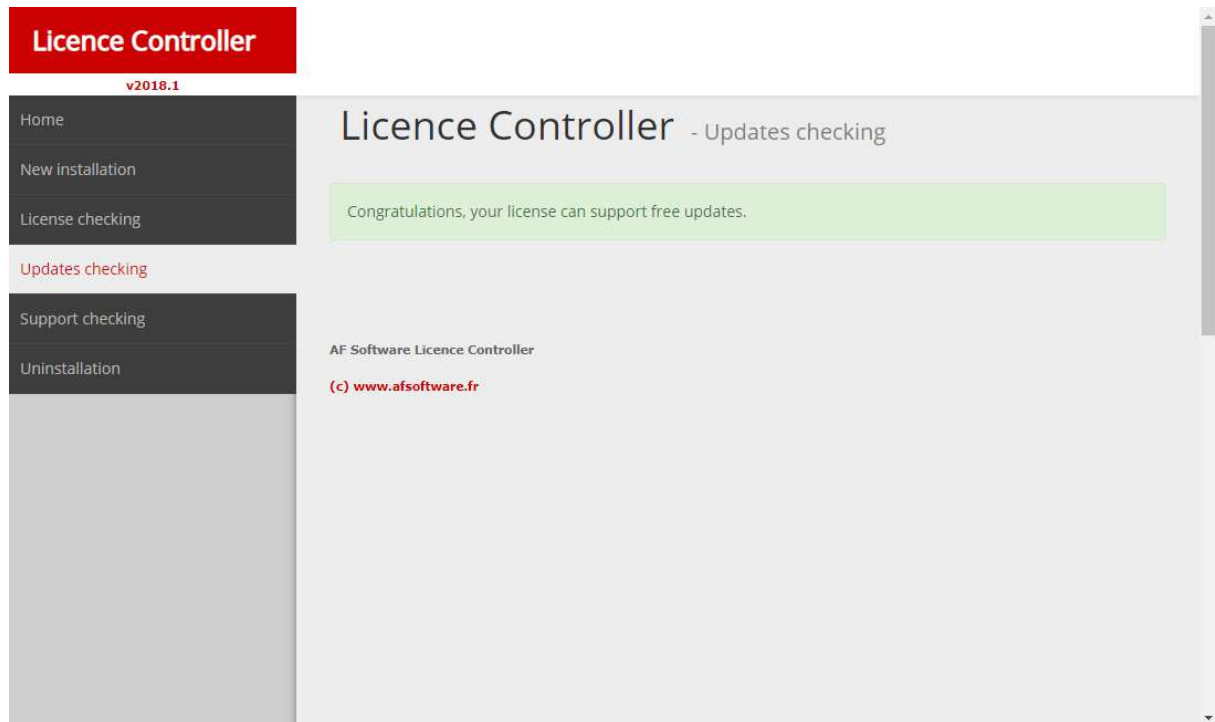 Licence Controller
v2018.1
Home
New installation
License checking
Updates checking
Support checking
Uninstallation
Licence Controller - Updates checking
Congratulations, your license can support free updates.
AF Software Licence Controller
(c) www.afsoftware.fr